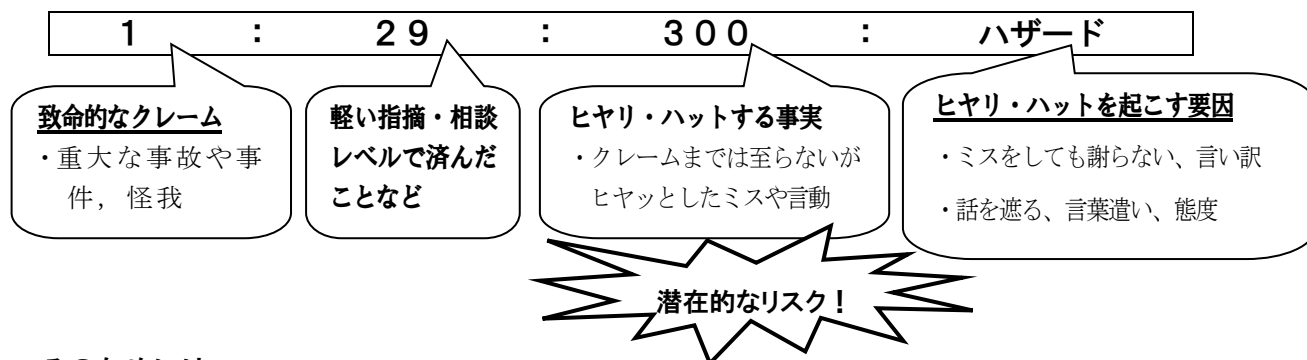 1 : 29 : 300 : ハザード
致命的なクレーム
・重大な事故や事
件，怪我
軽い指摘・相談
レベルで済んだ
ことなど
ヒヤリ・ハットする事実
・クレームまでは至らないが
ヒヤッとしたミスや言動
ヒヤリ・ハットを起こす要因
・ミスをしても謝らない、言い訳
・話を遮る、言葉遣い、態度
潜在的なリスク！